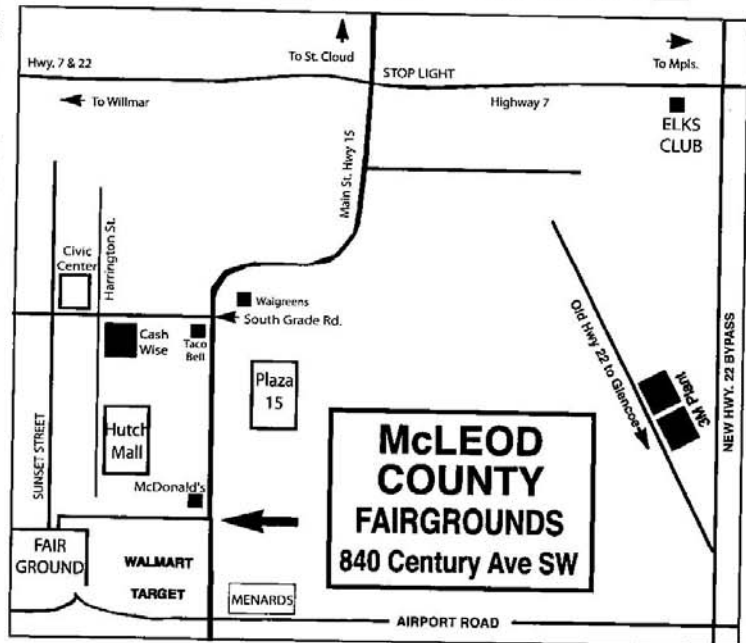 To St. Cloud
To Mpls.
Hwy. 7 & 22
STOP LIGHT
To Willmar
Highway 7
ELKS
CLUB
Main St. Hwy 15
Harrington St.
Civic
Center
Walgreens
South Grade Rd.
Cash
Wise
Taco
Bell
Old Hwy 22 to Glencoe
3M Plant
NEW HWY. 22 BYPASS
Plaza
15
Hutch
Mall
SUNSET STREET
McDonald's
McLEOD
COUNTY
FAIRGROUNDS
840 Century Ave SW
FAIR
GROUND
WALMART
TARGET
MENARDS
AIRPORT ROAD